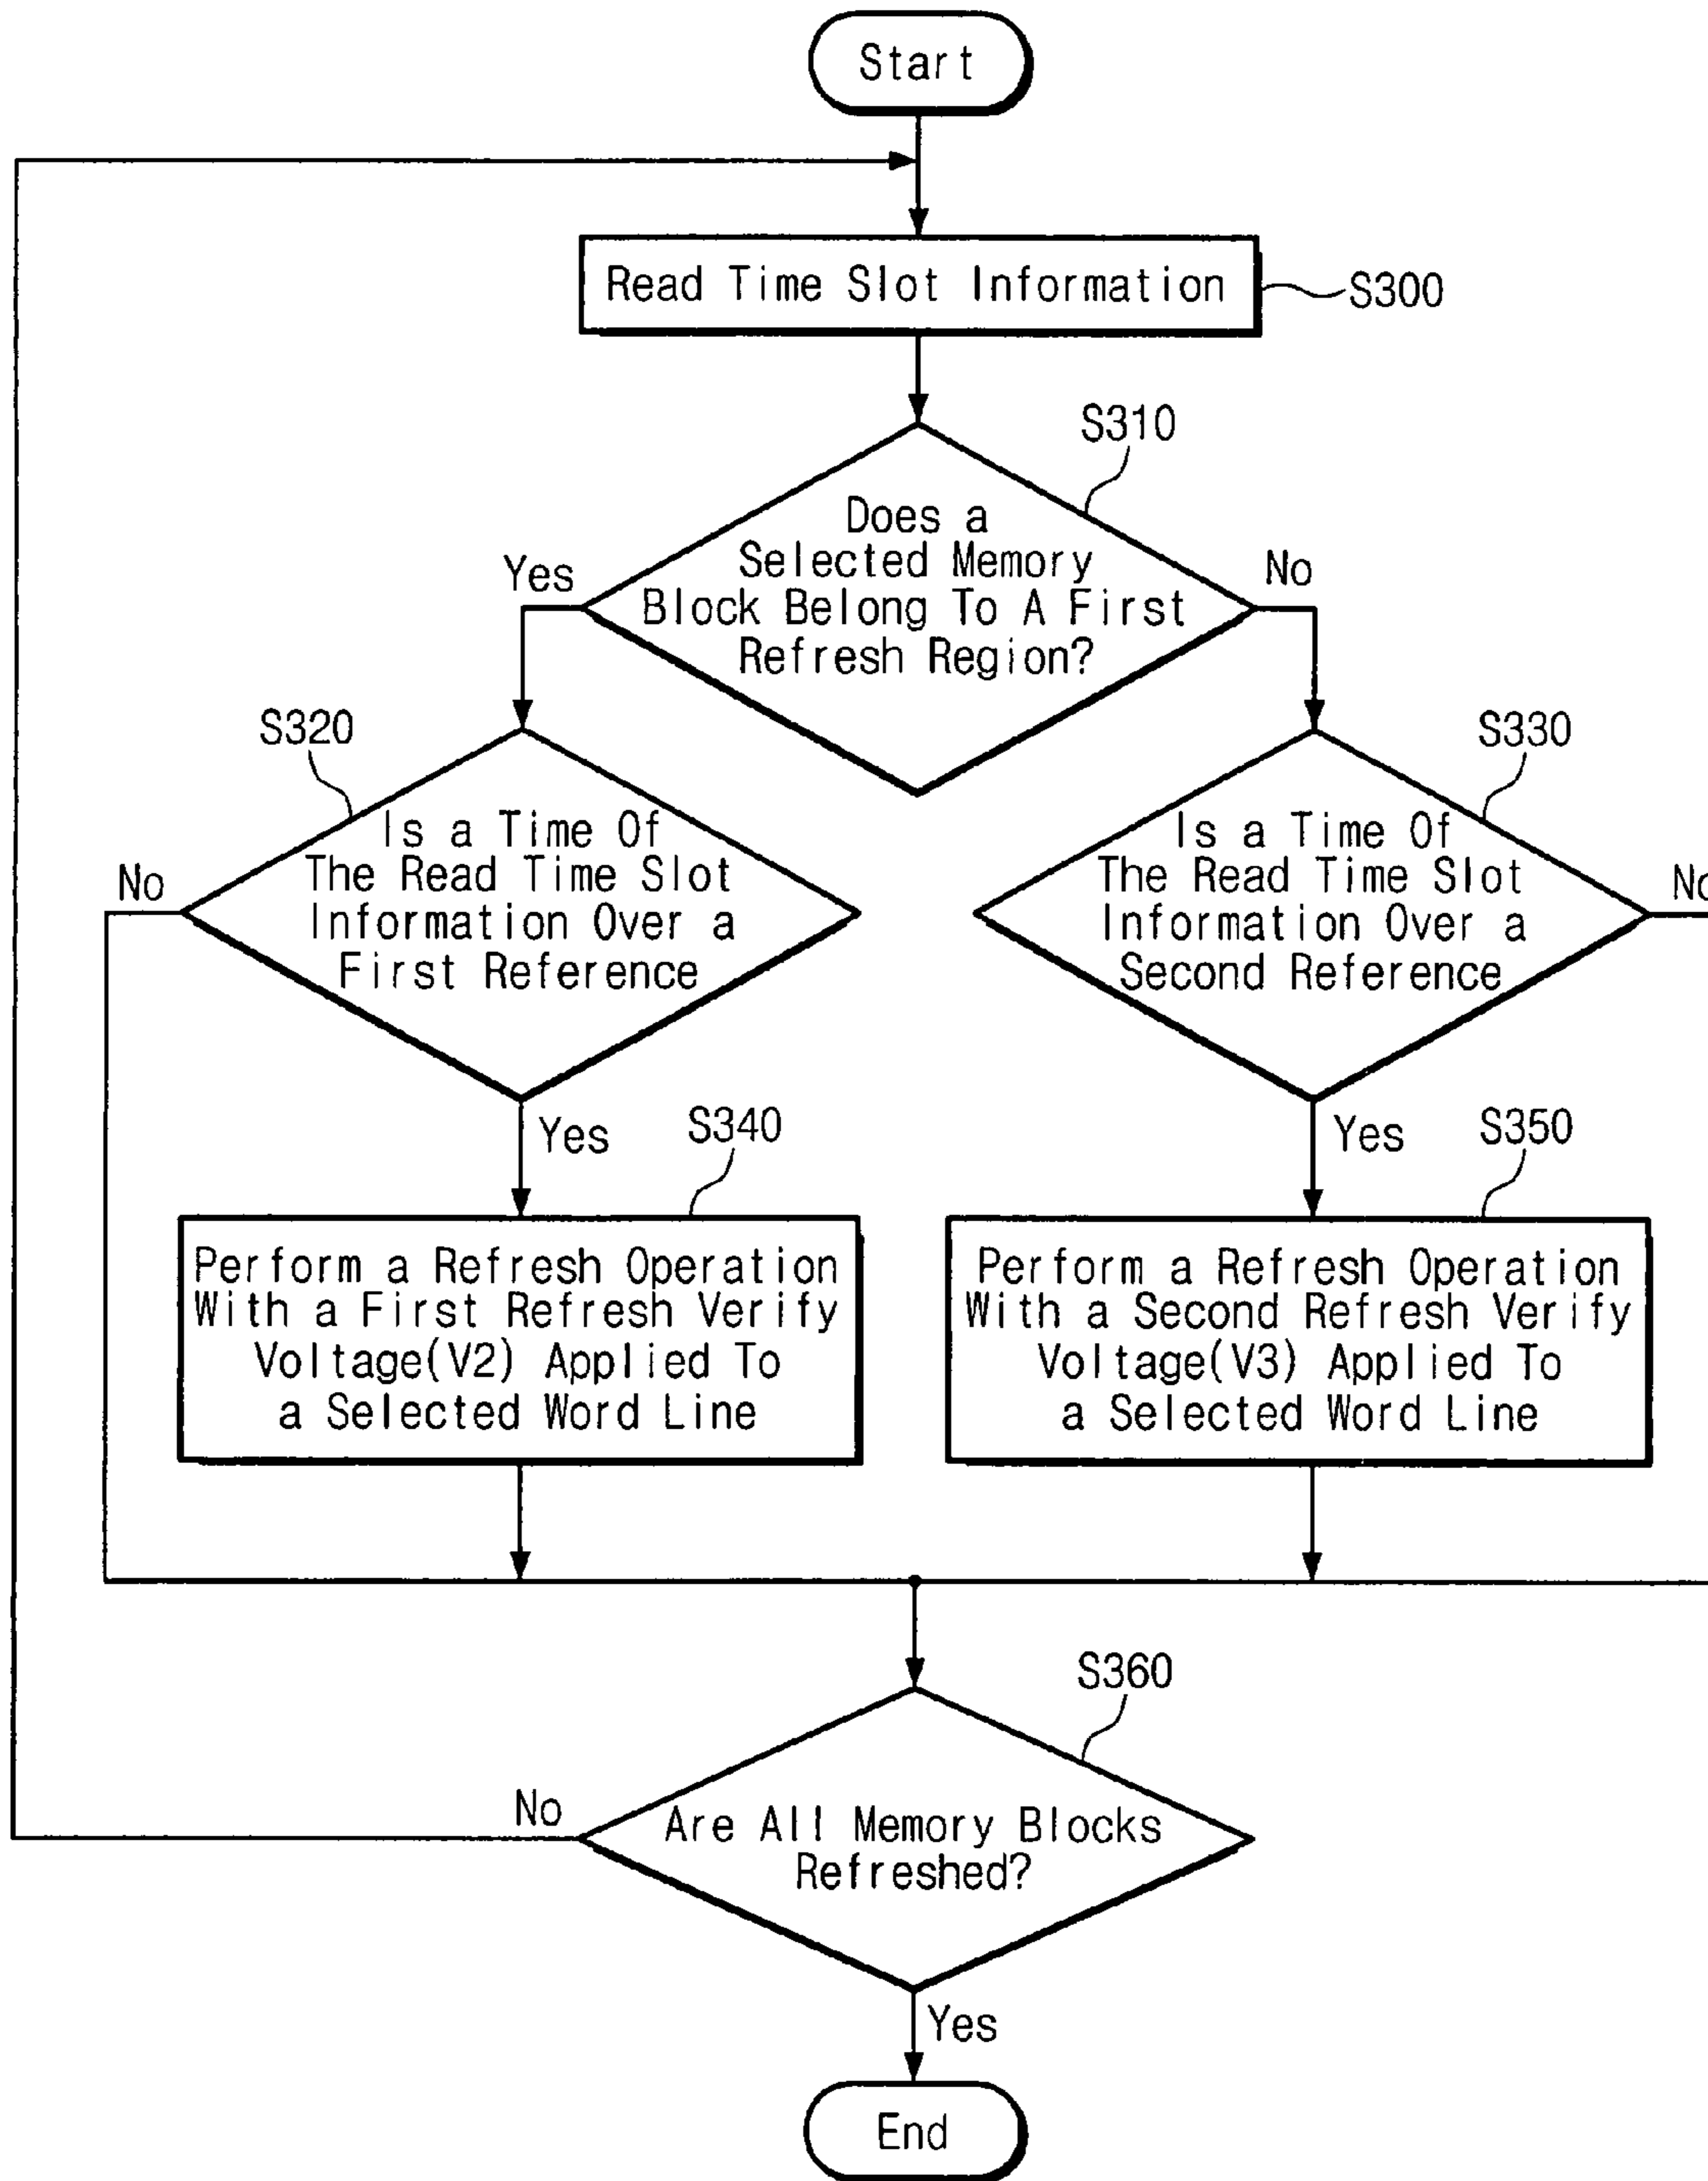 Start
Read Time Slot Information
S300
S310
Does a
Selected Memory
Block Belong To A First
Refresh Region?
Yes
No
S320
S330
Is a Time Of
The Read Time Slot
Information Over a
First Reference
No
Is a Time Of
The Read Time Slot
Information Over a
Second Reference
No
Yes
S340
Yes
S350
Perform a Refresh Operation
With a First Refresh Verify
Voltage(V2) Applied To
a Selected Word Line
Perform a Refresh Operation
With a Second Refresh Verify
Voltage(V3) Applied To
a Selected Word Line
S360
No
Are All Memory Blocks
Refreshed?
Yes
End